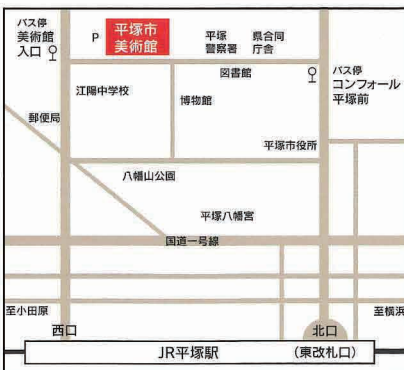 バス停
美術館
入口
P
平塚市
美術館
平塚
警察署
県合同
庁舎
図書館
バス停
コンフォール
平塚前
江陽中学校
博物館
郵便局
平塚市役所
八幡山公園
平塚八幡宮
国道一号線
至小田原
至横浜
西口
北口
JR平塚駅
(東改札口)